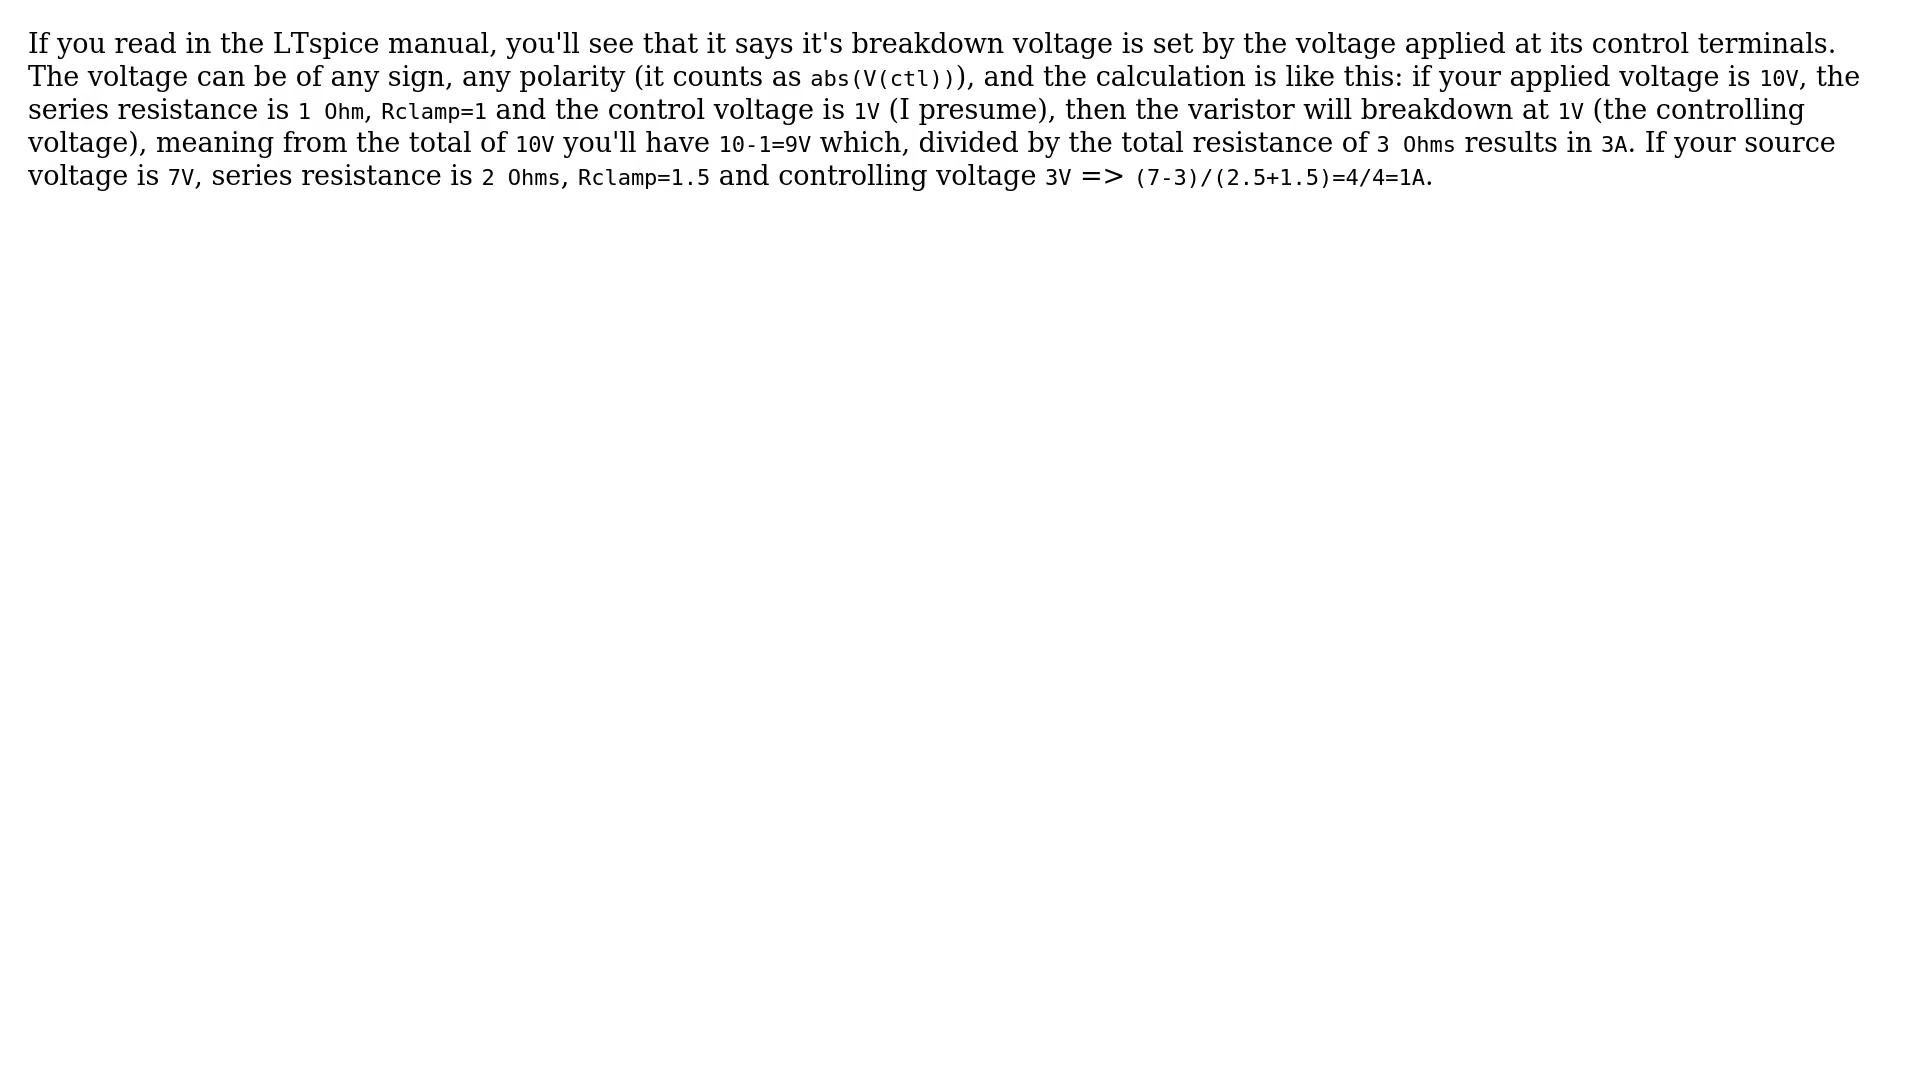 If you read in the LTspice manual, you'll see that it says it's breakdown voltage is set by the voltage applied at its control terminals.
The voltage can be of any sign, any polarity (it counts as abs(V(ctl))), and the calculation is like this: if your applied voltage is 10V, the
series resistance is 1 Ohm, Rclamp=1 and the control voltage is 1V (I presume), then the varistor will breakdown at 1V (the controlling
voltage), meaning from the total of 10V you'll have 10-1=9V which, divided by the total resistance of 3 Ohms results in 3A. If your source
voltage is 7V, series resistance is 2 Ohms, Rclamp=1.5 and controlling voltage 3V => (7-3)/(2.5+1.5)=4/4=1A.